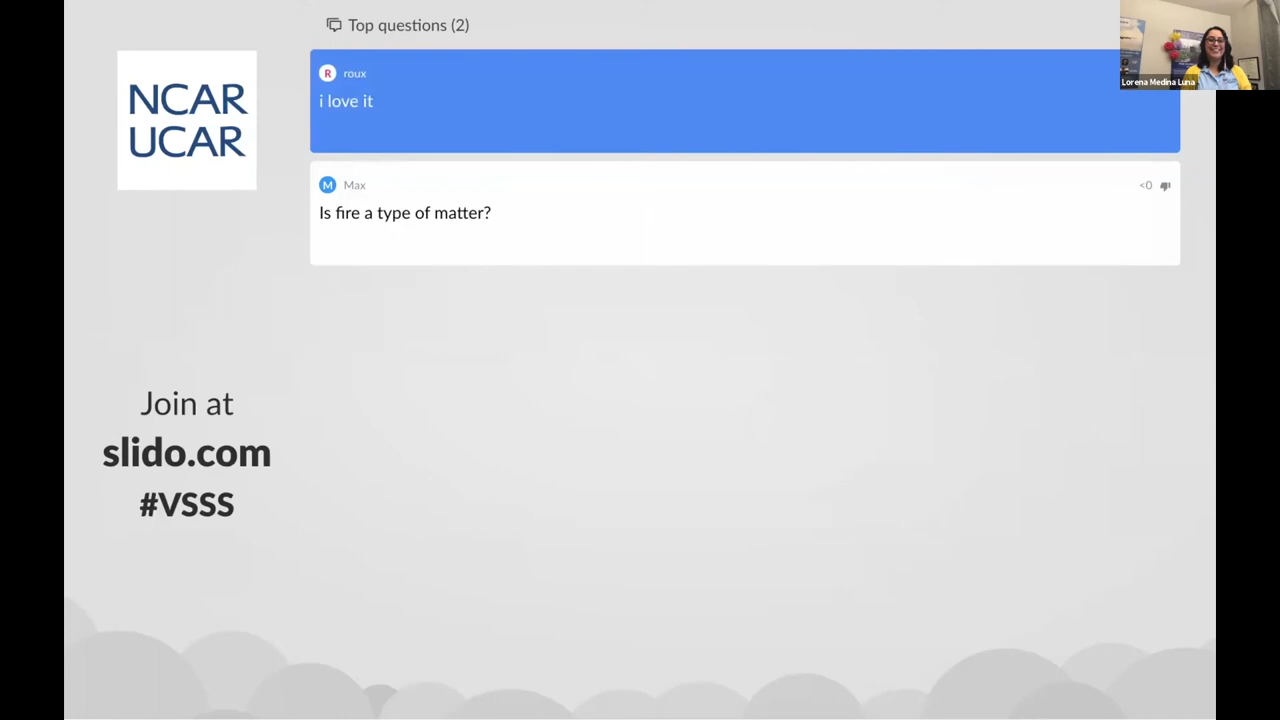 Top questions (2)
NCAR
UCAR
R roux
i love it
Lorena Medina Luna
M Max
<0
Is fire a type of matter?
Join at
slido.com
#VSSS